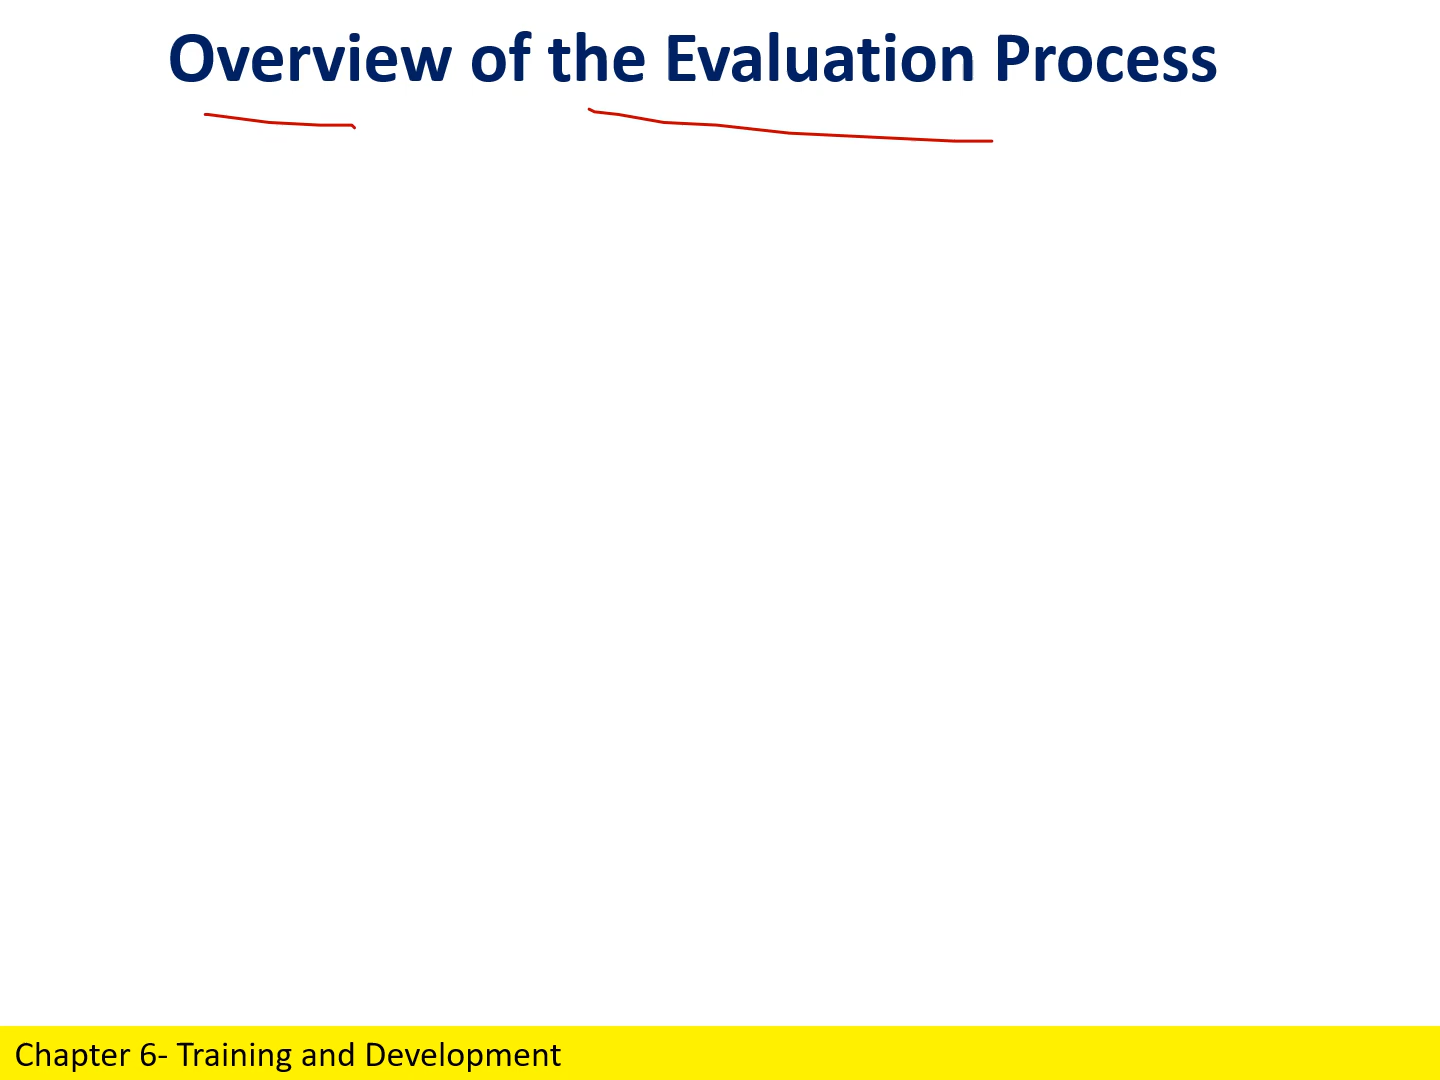 Overview of the Evaluation Process
Chapter 6- Training and Development